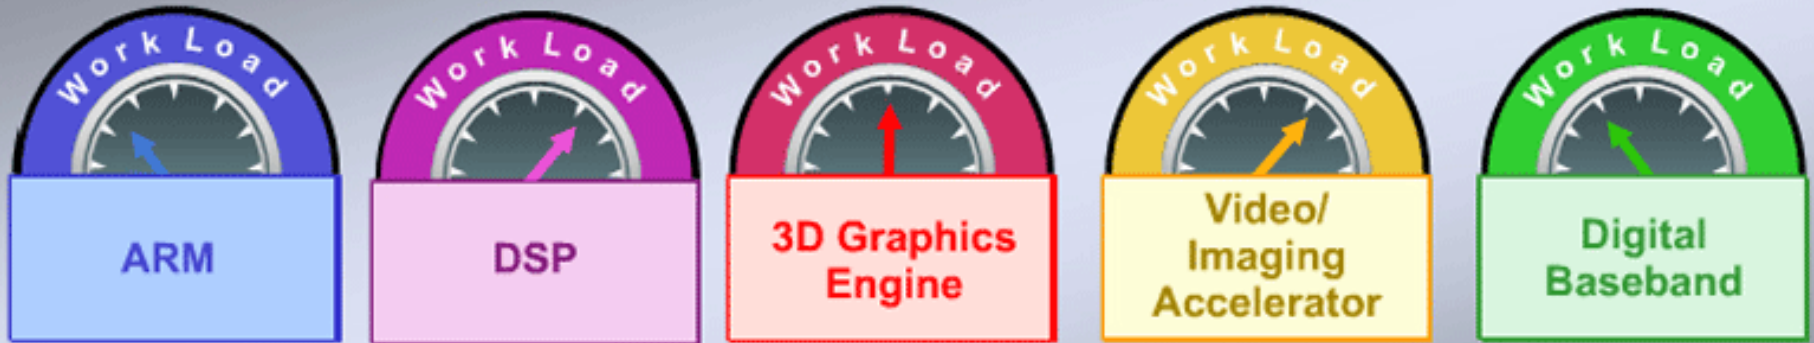 Work Load
Work Load
Work Load
Work Load
Work Load
ARM
DSP
3D Graphics
Engine
Video/
Imaging
Accelerator
Digital
Baseband